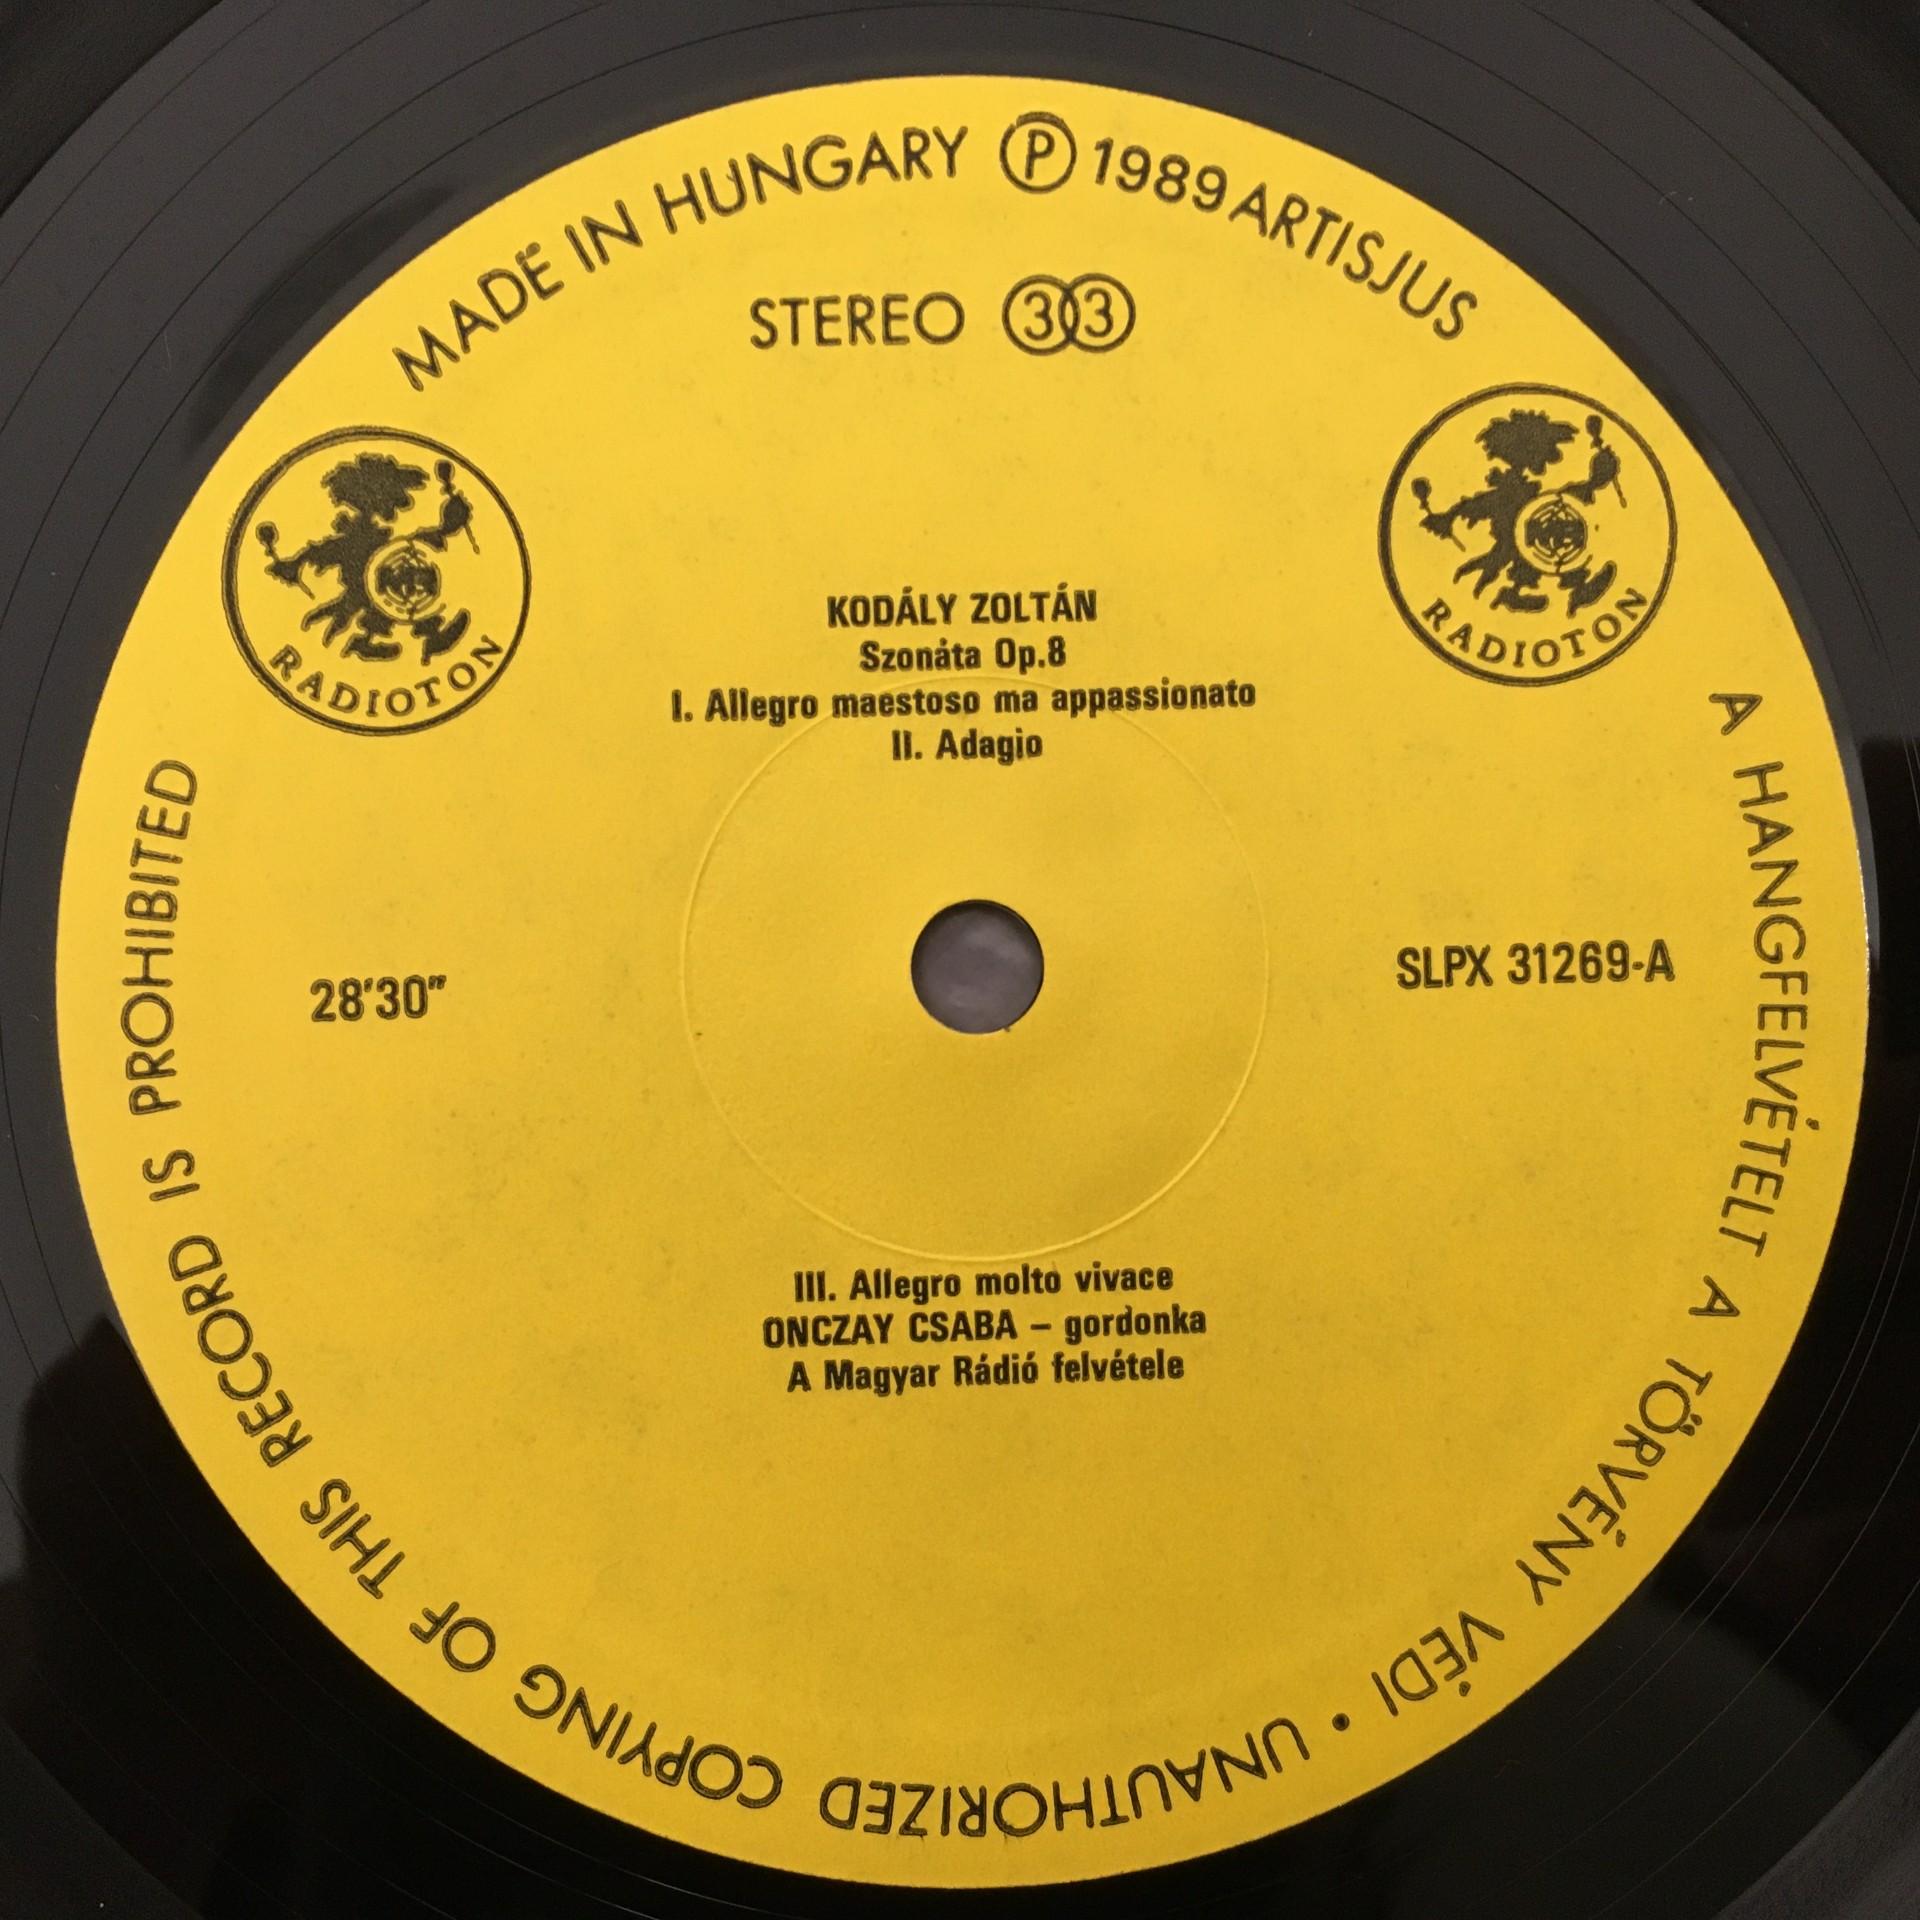 MADE IN HUNGARY Ⓟ 1989 ARTISJUS
STEREO 33
RADIOTON
RADIOTON
KODÁLY ZOLTÁN
Szonáta Op.8
I. Allegro maestoso ma appassionato
II. Adagio
28'30"
SLPX 31269-A
III. Allegro molto vivace
ONCZAY CSABA – gordonka
A Magyar Rádió felvétele
A HANGFELVÉTELT A TÖRVÉNY VÉDI • UNAUTHORIZED COPYING OF THIS RECORD IS PROHIBITED